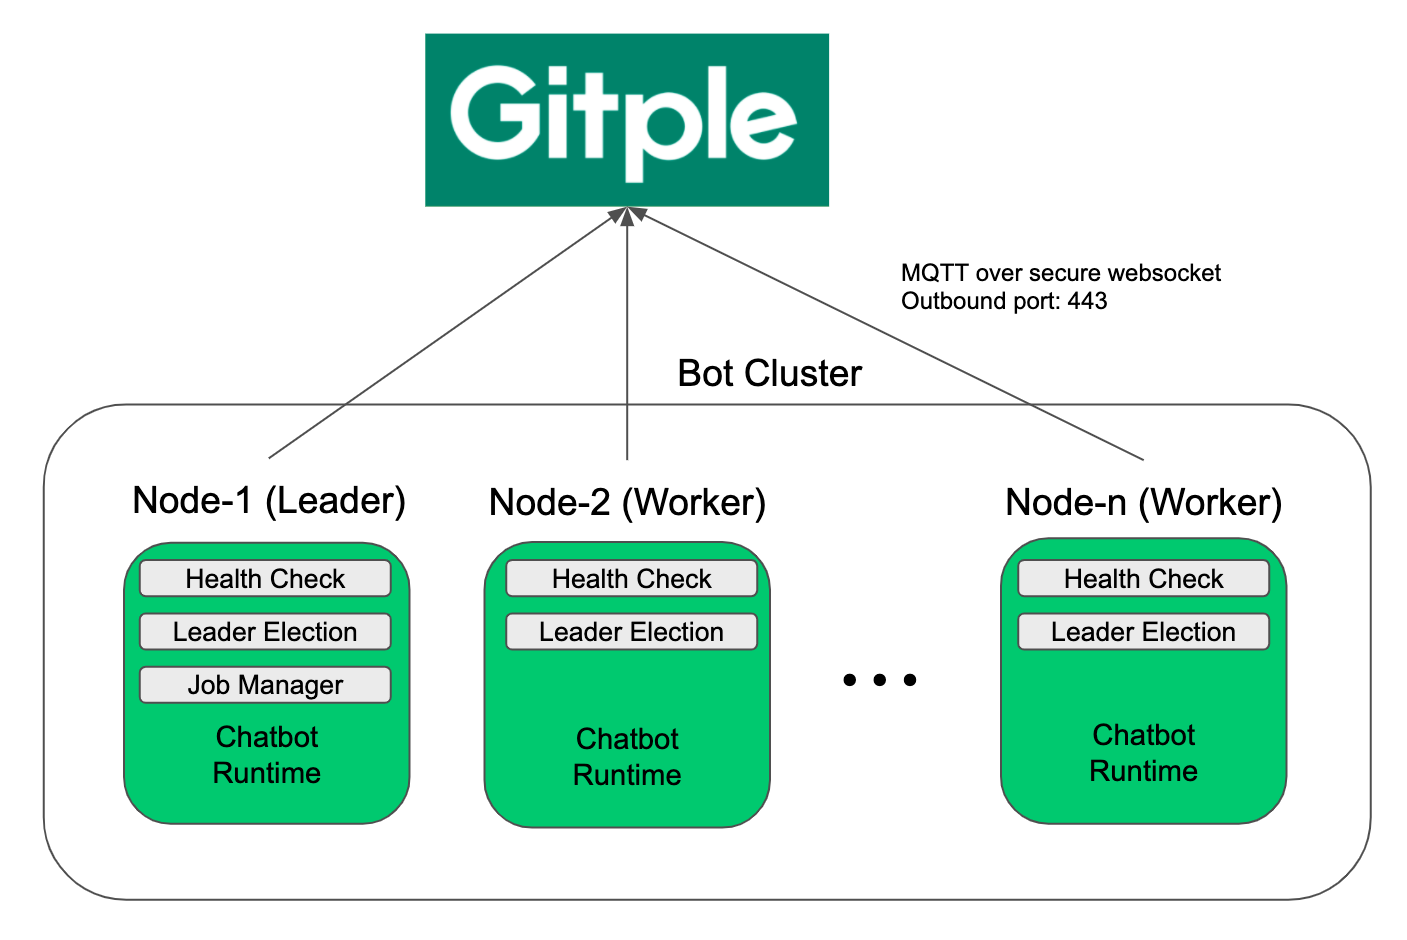 Gitple
MQTT over secure websocket
Outbound port: 443
Bot Cluster
Node-1 (Leader)
Health Check
Leader Election
Job Manager
Chatbot
Runtime
Node-2 (Worker)
Health Check
Leader Election
Chatbot
Runtime
Node-n (Worker)
Health Check
Leader Election
Chatbot
Runtime